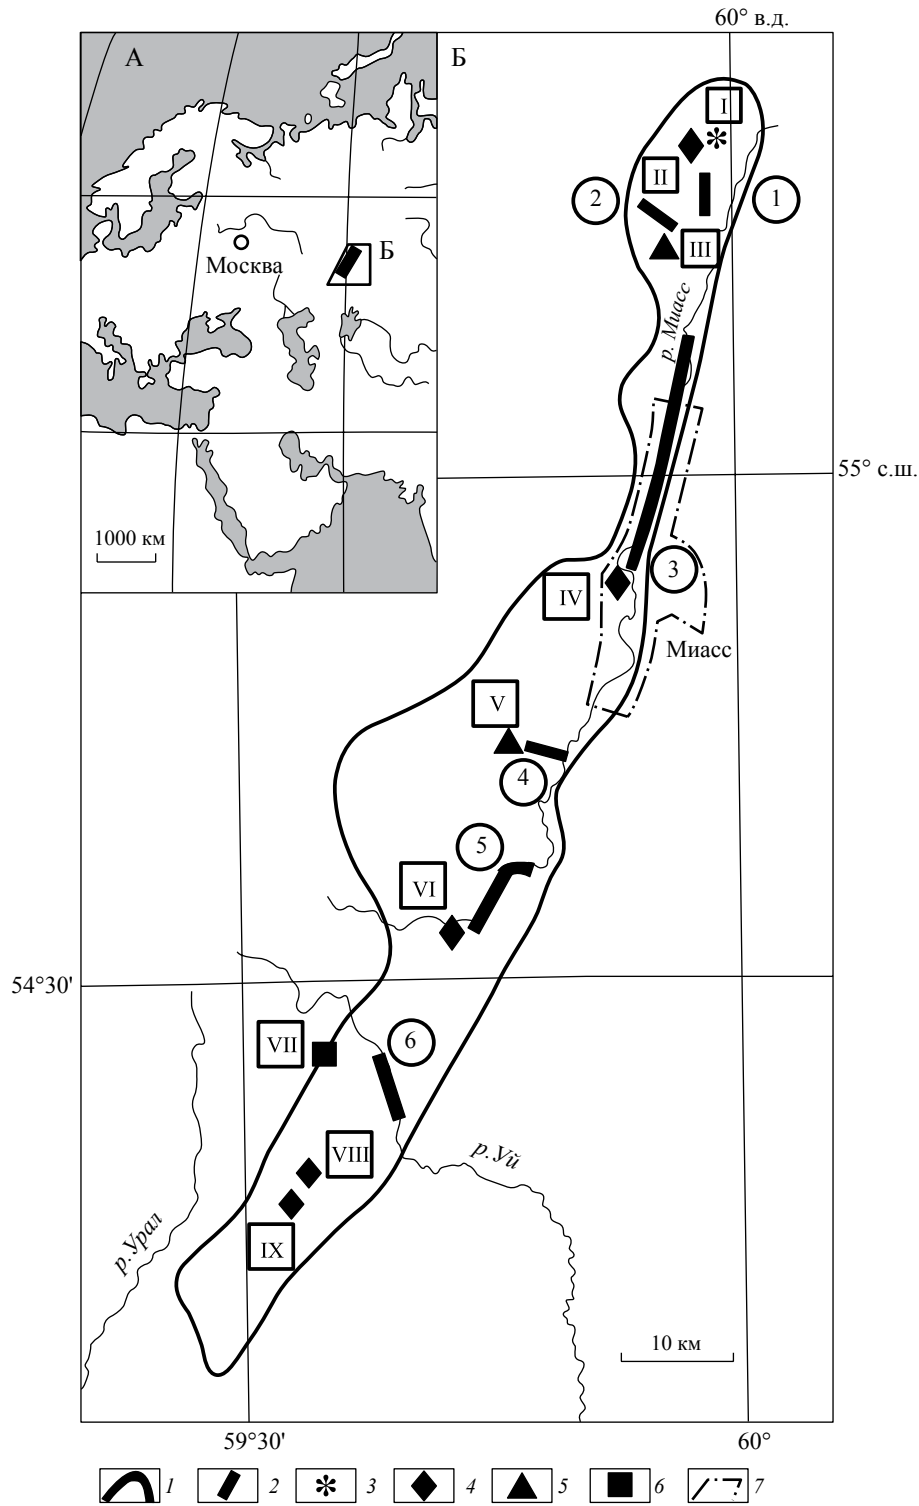 60° в.д.
А
Б
I
II
2
1
III
Б
Москва
р. Миасс
55° с.ш.
1000 км
3
IV
Миасс
V
4
5
VI
54°30'
VII
6
VIII
р.Уй
р.Урал
IX
10 км
59°30'
60°
1
2
3
4
5
6
7